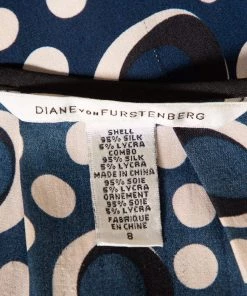 DIANE VON FURSTENBERG
SHELL
95% SILK
5% LYCRA
COMBO
95% SILK
5% LYCRA
MADE IN CHINA
95% SOIE
5% LYCRA
ORNEMENT
95% SOIE
5% LYCRA
FABRIQUE
EN CHINE
8